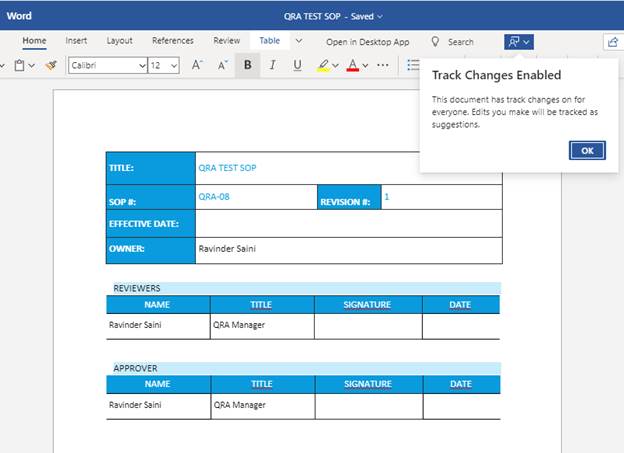 Word
QRA TEST SOP - Saved
Home Insert Layout References Review Table Open in Desktop App Search
Calibri 12 A A B I U A
Track Changes Enabled
This document has track changes on for
everyone. Edits you make will be tracked as
suggestions.
OK
TITLE: QRA TEST SOP
SOP #: QRA-08 REVISION #: 1
EFFECTIVE DATE:
OWNER: Ravinder Saini
REVIEWERS
NAME TITLE SIGNATURE DATE
Ravinder Saini QRA Manager
APPROVER
NAME TITLE SIGNATURE DATE
Ravinder Saini QRA Manager